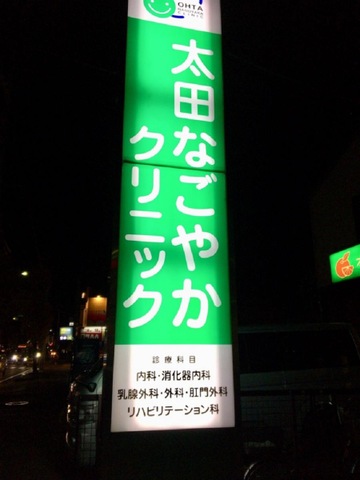 OHTA
太田なごやか
クリニック
診療科目
内科・消化器内科
乳腺外科・外科・肛門外科
リハビリテーション科